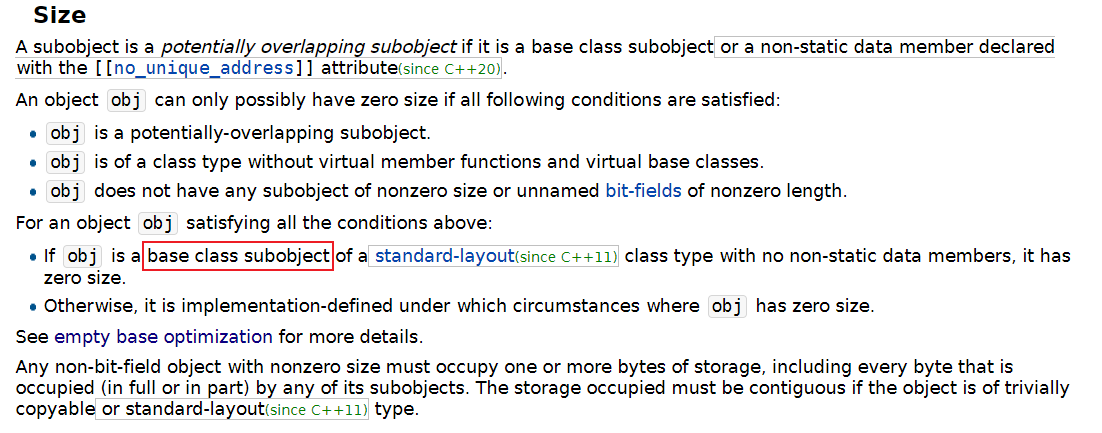 Size
A subobject is a potentially overlapping subobject if it is a base class subobject or a non-static data member declared
with the [[no_unique_address]] attribute(since C++20).
An object obj can only possibly have zero size if all following conditions are satisfied:
• obj is a potentially-overlapping subobject.
• obj is of a class type without virtual member functions and virtual base classes.
• obj does not have any subobject of nonzero size or unnamed bit-fields of nonzero length.
For an object obj satisfying all the conditions above:
• If obj is a base class subobject of a standard-layout(since C++11) class type with no non-static data members, it has
zero size.
• Otherwise, it is implementation-defined under which circumstances where obj has zero size.
See empty base optimization for more details.
Any non-bit-field object with nonzero size must occupy one or more bytes of storage, including every byte that is
occupied (in full or in part) by any of its subobjects. The storage occupied must be contiguous if the object is of trivially
copyable or standard-layout(since C++11) type.